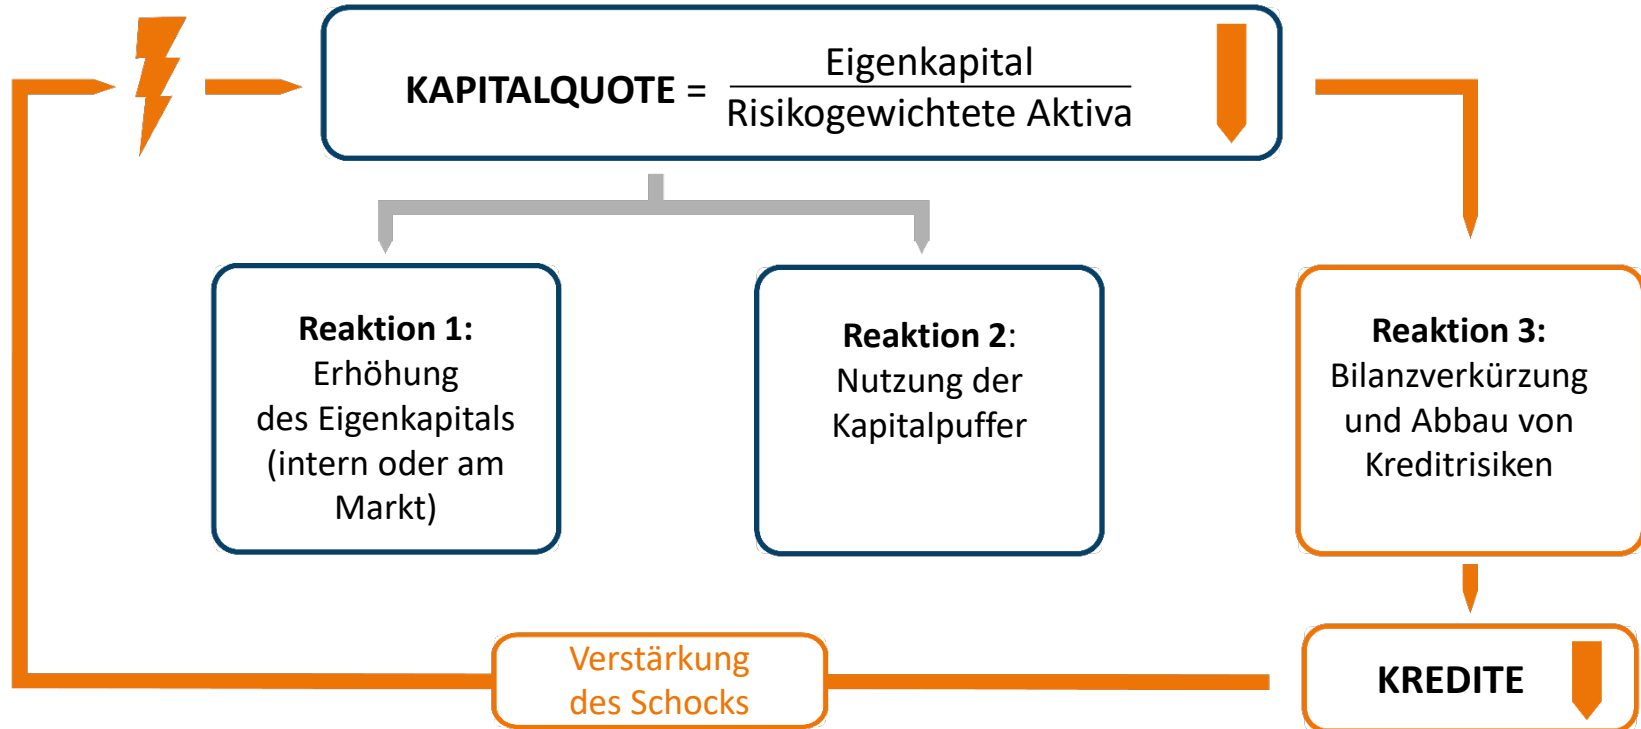 KAPITALQUOTE = Eigenkapital
Risikogewichtete Aktiva
Reaktion 1:
Erhöhung
des Eigenkapitals
(intern oder am
Markt)
Reaktion 2:
Nutzung der
Kapitalpuffer
Reaktion 3:
Bilanzverkürzung
und Abbau von
Kreditrisiken
Verstärkung
des Schocks
KREDITE